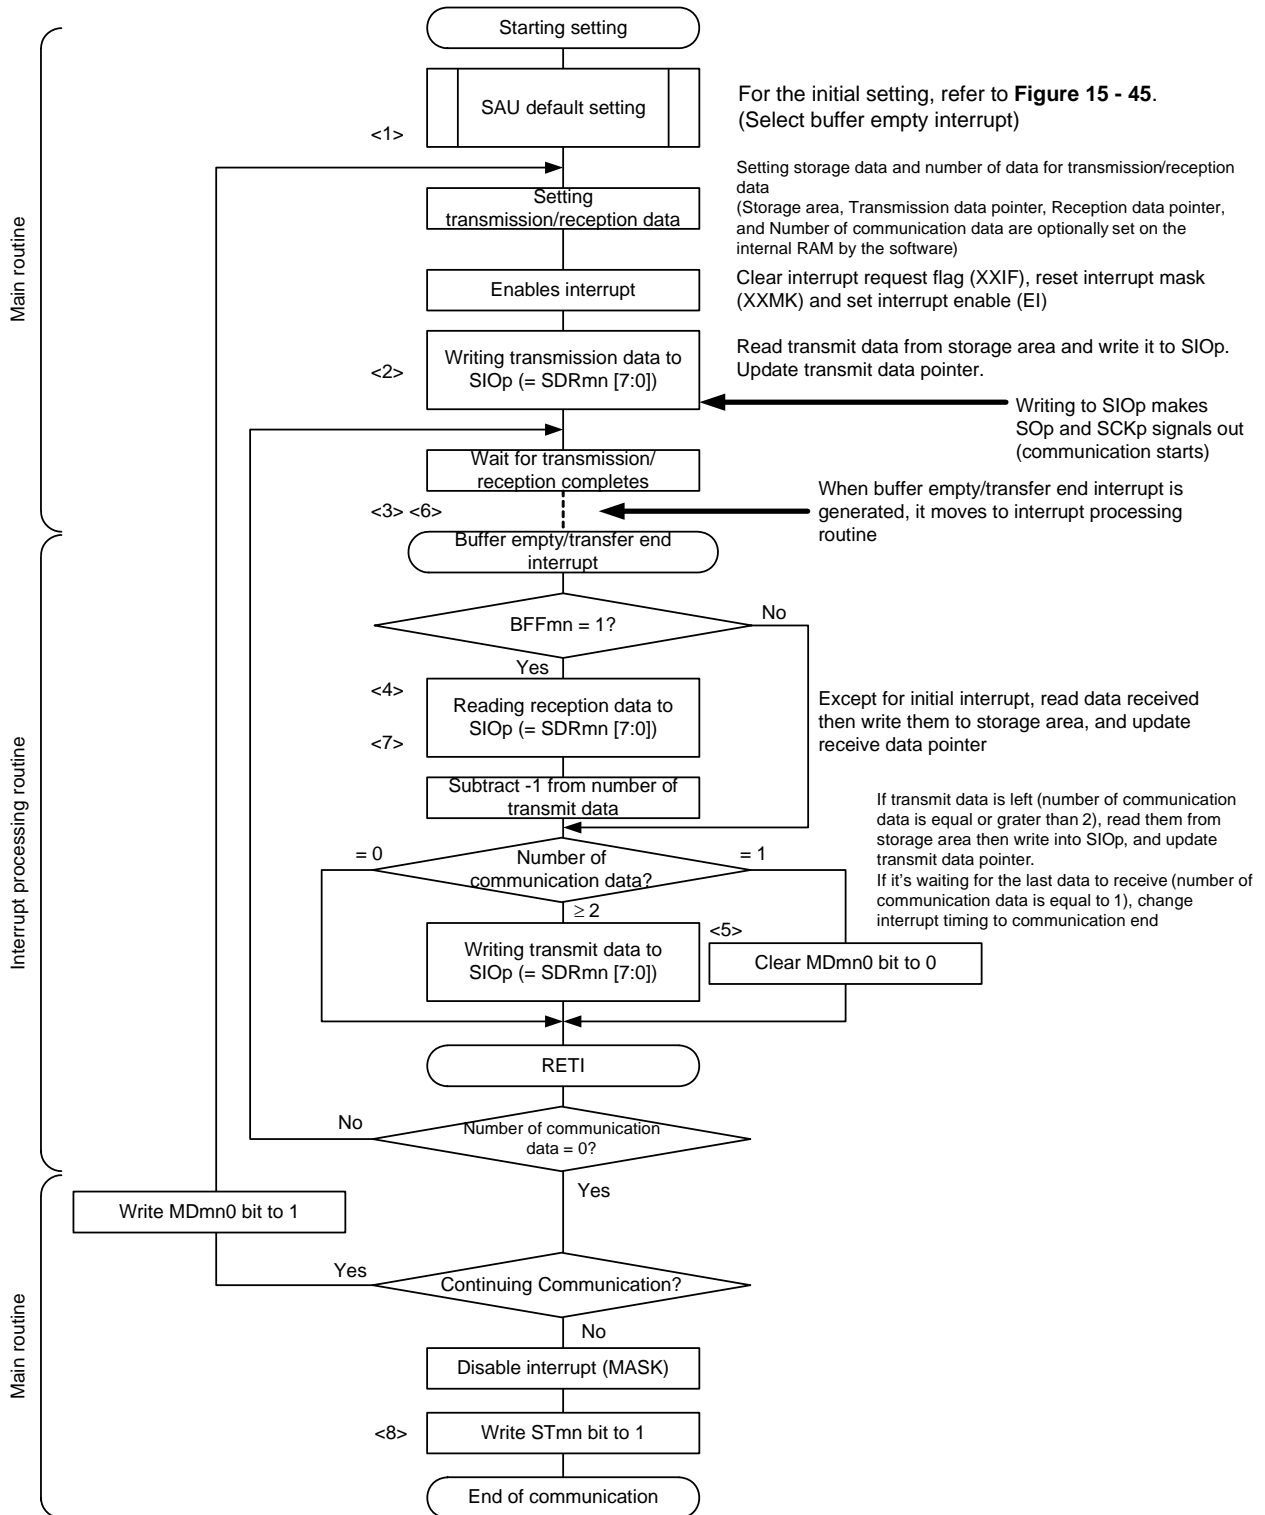 Starting setting
SAU default setting
For the initial setting, refer to Figure 15 - 45.
(Select buffer empty interrupt)
<1>
Setting storage data and number of data for transmission/reception
data
(Storage area, Transmission data pointer, Reception data pointer,
and Number of communication data are optionally set on the
internal RAM by the software)
Setting
transmission/reception data
Main routine
Enables interrupt
Clear interrupt request flag (XXIF), reset interrupt mask
(XXMK) and set interrupt enable (EI)
<2>
Writing transmission data to
SIOp (= SDRmn [7:0])
Read transmit data from storage area and write it to SIOp.
Update transmit data pointer.
Writing to SIOp makes
SOp and SCKp signals out
(communication starts)
Wait for transmission/
reception completes
<3> <6>
When buffer empty/transfer end interrupt is
generated, it moves to interrupt processing
routine
Buffer empty/transfer end
interrupt
BFFmn = 1?
No
Yes
<4>
Reading reception data to
SIOp (= SDRmn [7:0])
<7>
Except for initial interrupt, read data received
then write them to storage area, and update
receive data pointer
Subtract -1 from number of
transmit data
If transmit data is left (number of communication
data is equal or grater than 2), read them from
storage area then write into SIOp, and update
transmit data pointer.
If it's waiting for the last data to receive (number of
communication data is equal to 1), change
interrupt timing to communication end
Interrupt processing routine
= 0
Number of
communication data?
= 1
≥ 2
<5>
Writing transmit data to
SIOp (= SDRmn [7:0])
Clear MDmn0 bit to 0
RETI
No
Number of communication
data = 0?
Yes
Write MDmn0 bit to 1
Yes
Continuing Communication?
No
Main routine
Disable interrupt (MASK)
<8>
Write STmn bit to 1
End of communication